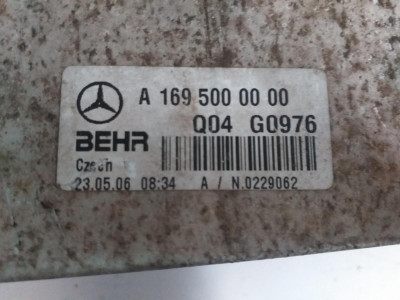 A 169 500 00 00
Q04 G0976
BEHR
Czech
23.05.06 08:34 A / N.0229062